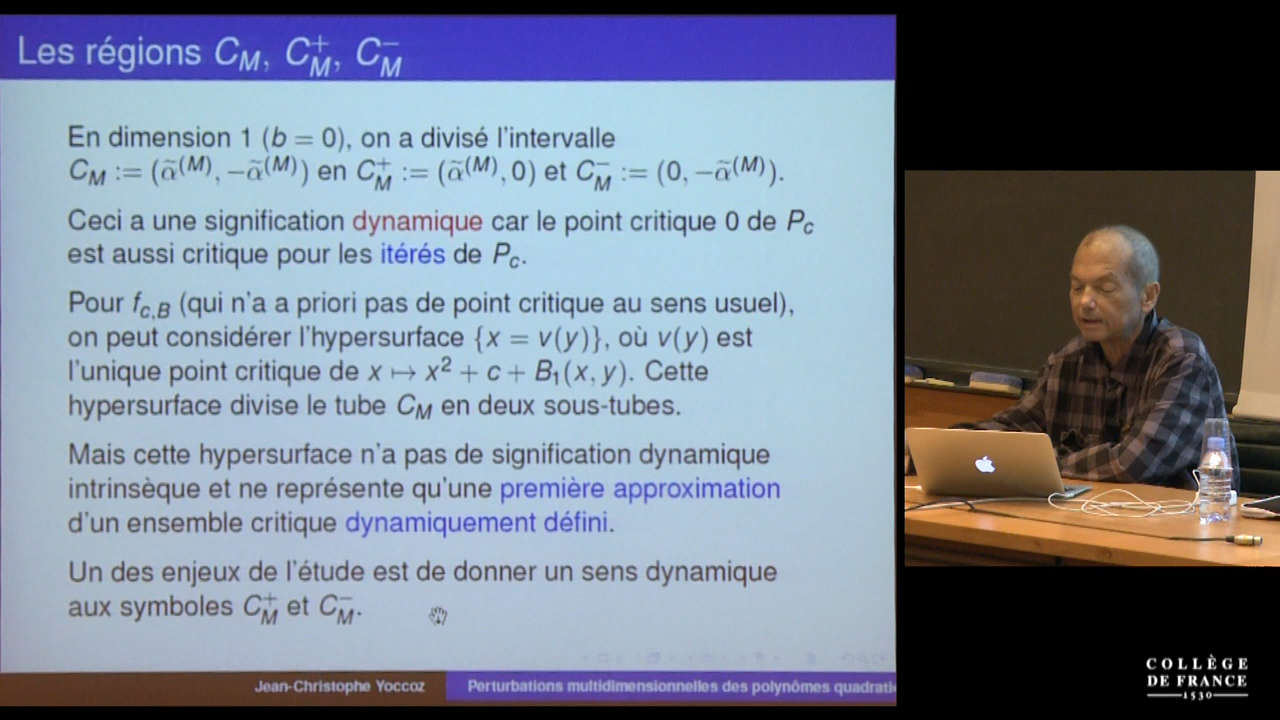 Les régions C_M, C_M^+, C_M^-
En dimension 1 (b = 0), on a divisé l'intervalle
C_M := (α̃^(M), −α̃^(M)) en C_M^+ := (α̃^(M), 0) et C_M^- := (0, −α̃^(M)).
Ceci a une signification dynamique car le point critique 0 de P_c
est aussi critique pour les itérés de P_c.
Pour f_{c,B} (qui n'a a priori pas de point critique au sens usuel),
on peut considérer l'hypersurface {x = v(y)}, où v(y) est
l'unique point critique de x ↦ x² + c + B₁(x, y). Cette
hypersurface divise le tube C_M en deux sous-tubes.
Mais cette hypersurface n'a pas de signification dynamique
intrinsèque et ne représente qu'une première approximation
d'un ensemble critique dynamiquement défini.
Un des enjeux de l'étude est de donner un sens dynamique
aux symboles C_M^+ et C_M^-.
Jean-Christophe Yoccoz
Perturbations multidimensionnelles des polynômes quadrati
COLLÈGE
DE FRANCE
1530